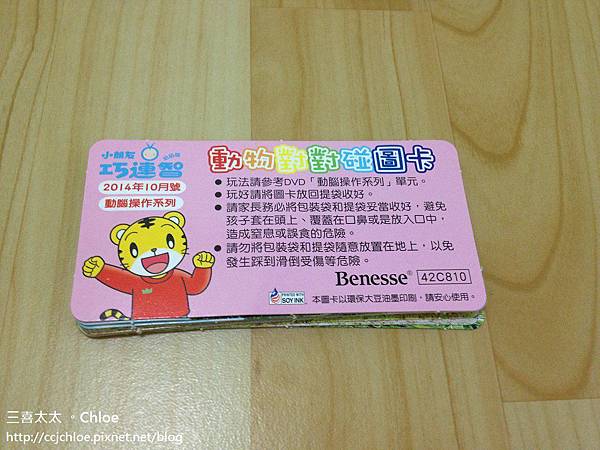 小朋友
巧連智
2014年10月號
動腦操作系列
動物對對碰圖卡
● 玩法請參考DVD「動腦操作系列」單元。
● 玩好請將圖卡放回提袋收好。
● 請家長務必將包裝袋和提袋妥當收好，避免
孩子套在頭上、覆蓋在口鼻或是放入口中，
造成窒息或誤食的危險。
● 請勿將包裝袋和提袋隨意放置在地上，以免
發生踩到滑倒受傷等危險。
Benesse® 42C810
PRINTED WITH
SOY INK
本圖卡以環保大豆油墨印刷，請安心使用。
三喜太太 。Chloe
http://ccjchloe.pixnet.net/blog